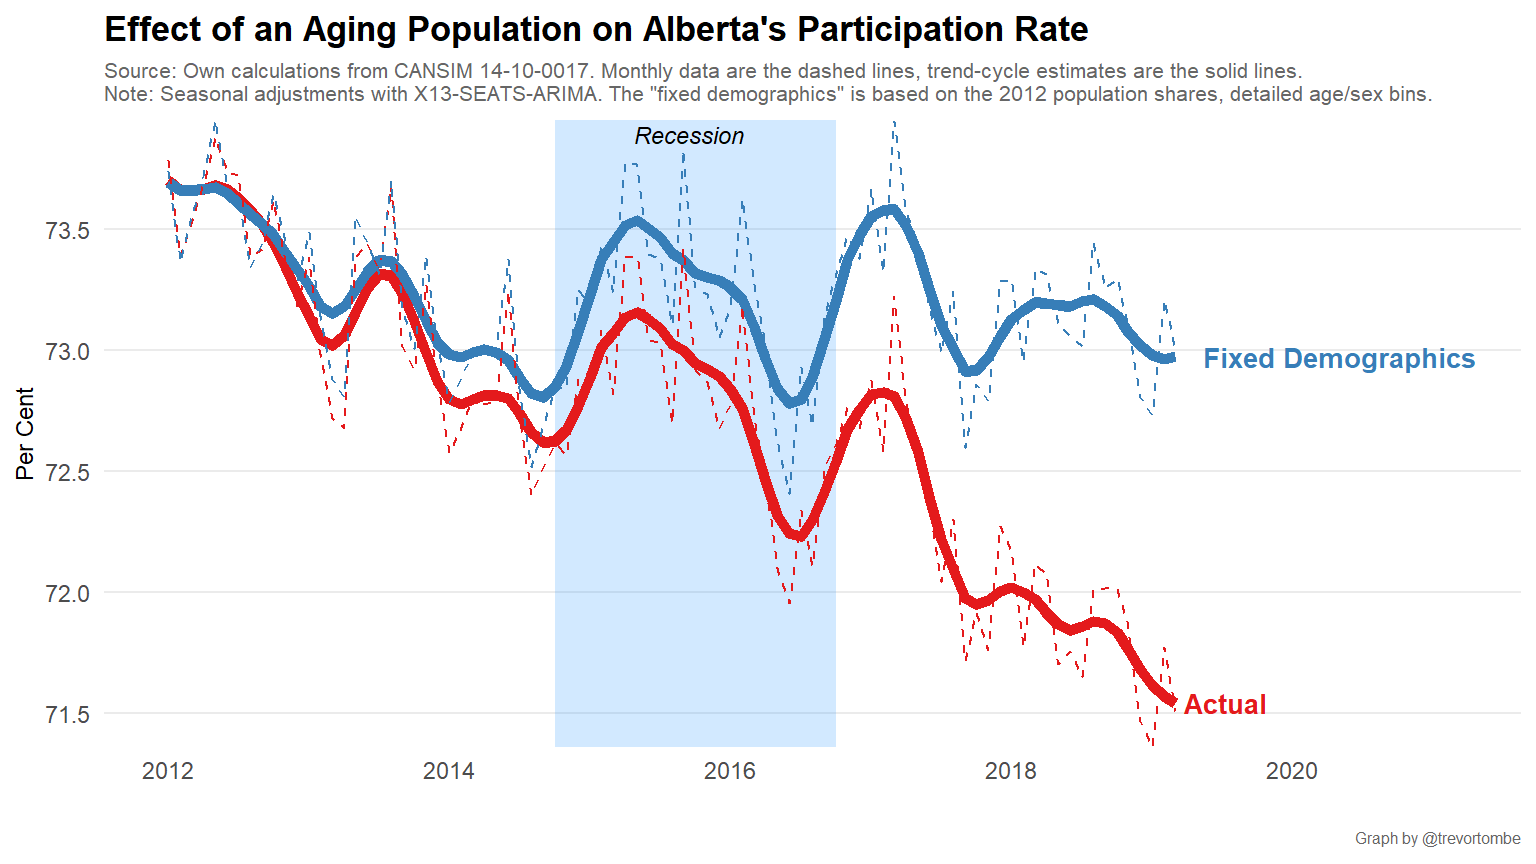 Effect of an Aging Population on Alberta's Participation Rate
Source: Own calculations from CANSIM 14-10-0017. Monthly data are the dashed lines, trend-cycle estimates are the solid lines.
Note: Seasonal adjustments with X13-SEATS-ARIMA. The "fixed demographics" is based on the 2012 population shares, detailed age/sex bins.
Recession
73.5
73.0
72.5
72.0
71.5
Per Cent
Fixed Demographics
Actual
2012
2014
2016
2018
2020
Graph by @trevortombe